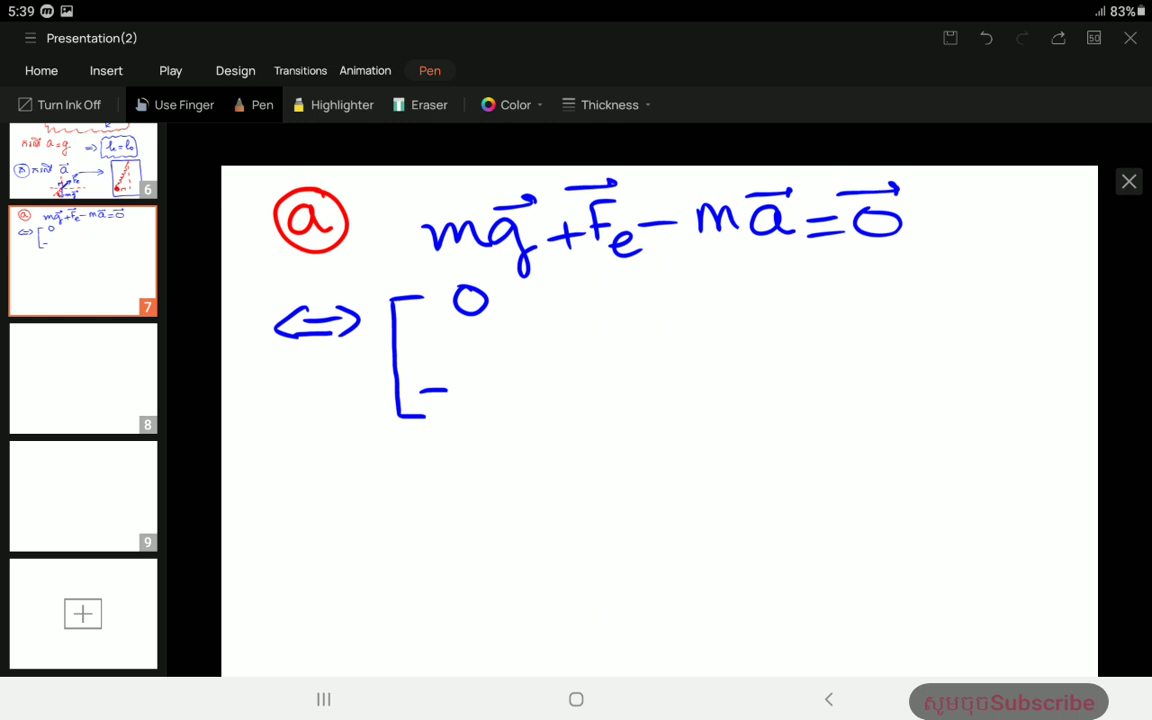 5:39
83%
Presentation(2)
50
Home Insert Play Design Transitions Animation Pen
Turn Ink Off Use Finger Pen Highlighter Eraser Color Thickness
a = g ⇒ 6
7
8
9
ⓐ mg⃗ + F⃗e − ma⃗ = 0⃗
⇔ [ 0
−
សូមចុចSubscribe